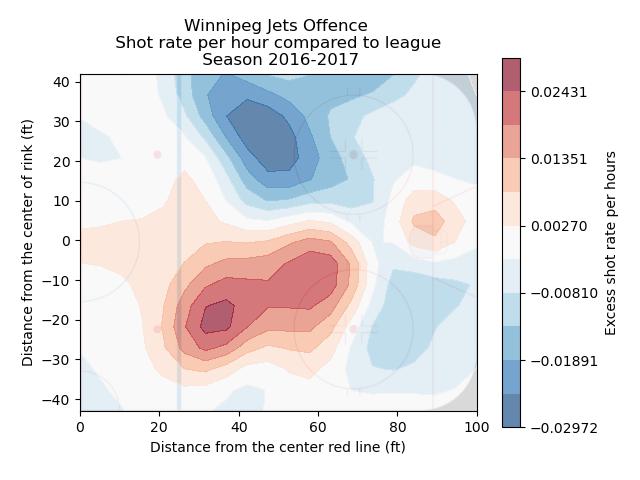 Winnipeg Jets Offence
Shot rate per hour compared to league
Season 2016-2017
40
30
20
10
0
−10
−20
−30
−40
Distance from the center of rink (ft)
0 20 40 60 80 100
Distance from the center red line (ft)
0.02431
0.01351
0.00270
−0.00810
−0.01891
−0.02972
Excess shot rate per hours